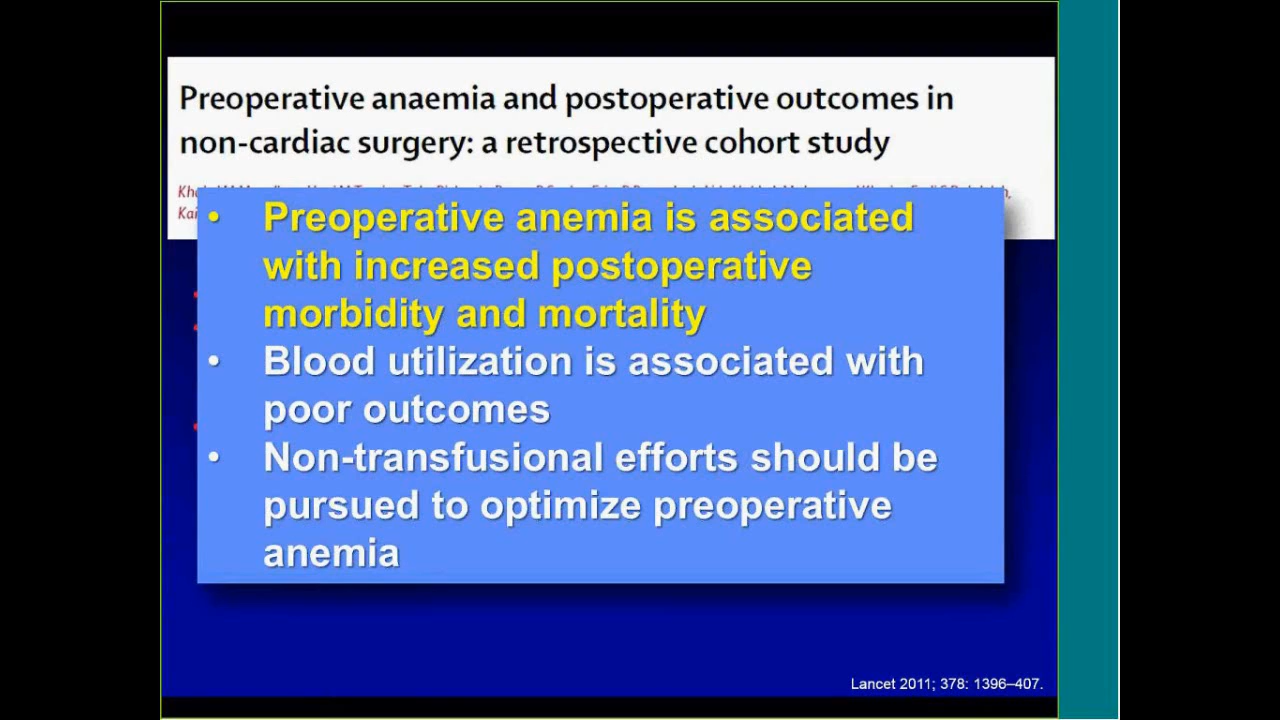 Preoperative anaemia and postoperative outcomes in
non-cardiac surgery: a retrospective cohort study
• Preoperative anemia is associated
with increased postoperative
morbidity and mortality
• Blood utilization is associated with
poor outcomes
• Non-transfusional efforts should be
pursued to optimize preoperative
anemia
Lancet 2011; 378: 1396–407.